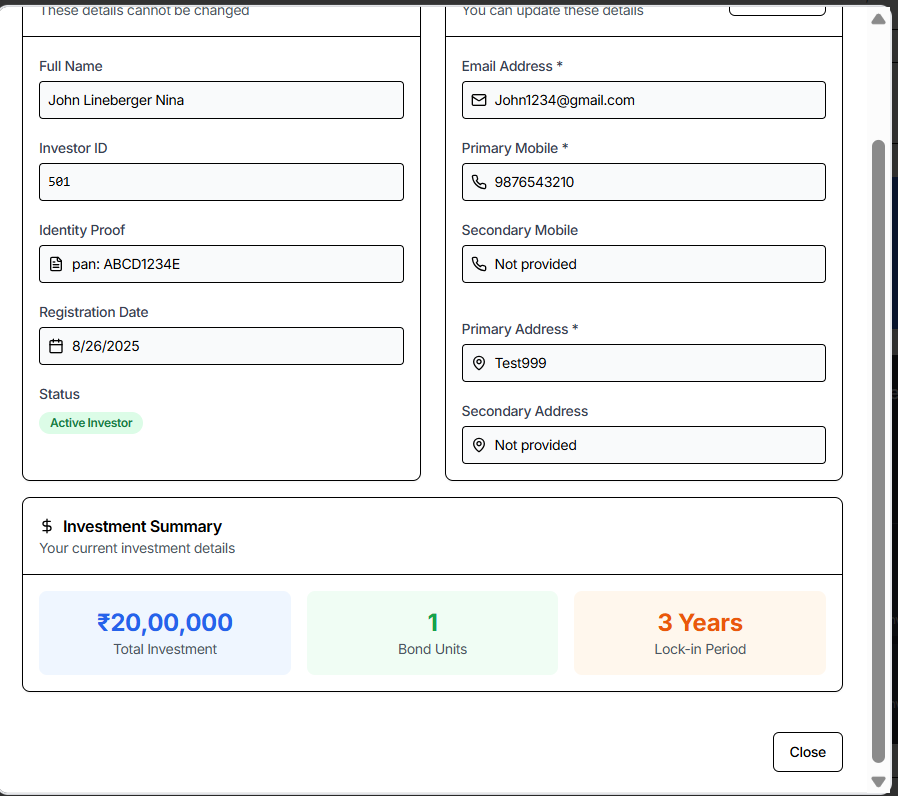 These details cannot be changed
Full Name
John Lineberger Nina
Investor ID
501
Identity Proof
pan: ABCD1234E
Registration Date
8/26/2025
Status
Active Investor
You can update these details
Email Address *
John1234@gmail.com
Primary Mobile *
9876543210
Secondary Mobile
Not provided
Primary Address *
Test999
Secondary Address
Not provided
$ Investment Summary
Your current investment details
₹20,00,000
Total Investment
1
Bond Units
3 Years
Lock-in Period
Close